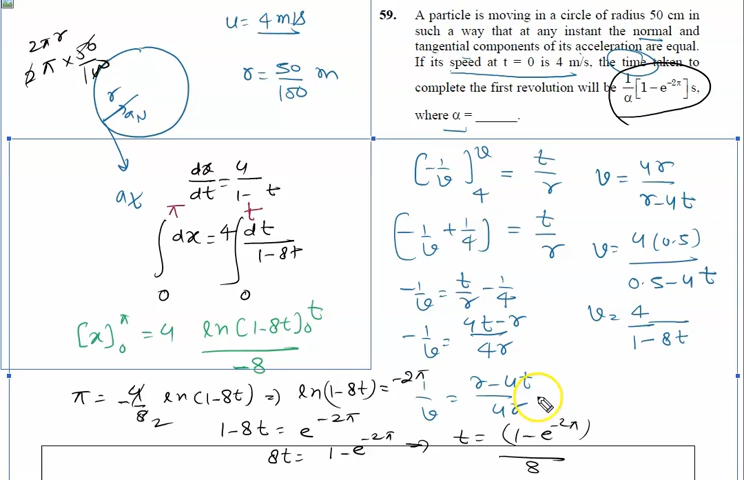 u = 4 m/s
r = 50/100 m
2πr
2π × 50/100
r
aN
at
59. A particle is moving in a circle of radius 50 cm in
such a way that at any instant the normal and
tangential components of its acceleration are equal.
If its speed at t = 0 is 4 m/s, the time taken to
complete the first revolution will be 1/α [1 – e^(–2π)] s,
where α = ______.
dx/dt = 4/1- t
∫₀^π dx = 4 ∫₀^t dt/1-8t
[x]₀^π = 4 ln(1-8t)₀^t/-8
π = -4/8₂ ln(1-8t) ⇒ ln(1-8t) = -2π
1-8t = e^(-2π)
8t = 1-e^(-2π) → t = (1-e^(-2π))/8
(-1/v]₄^v = t/r
(-1/v + 1/4) = t/r
-1/v = t/r - 1/4
-1/v = 4t-r/4r
1/v = r-4t/4r
v = 4r/r-4t
v = 4(0.5)/0.5-4t
v = 4/1-8t